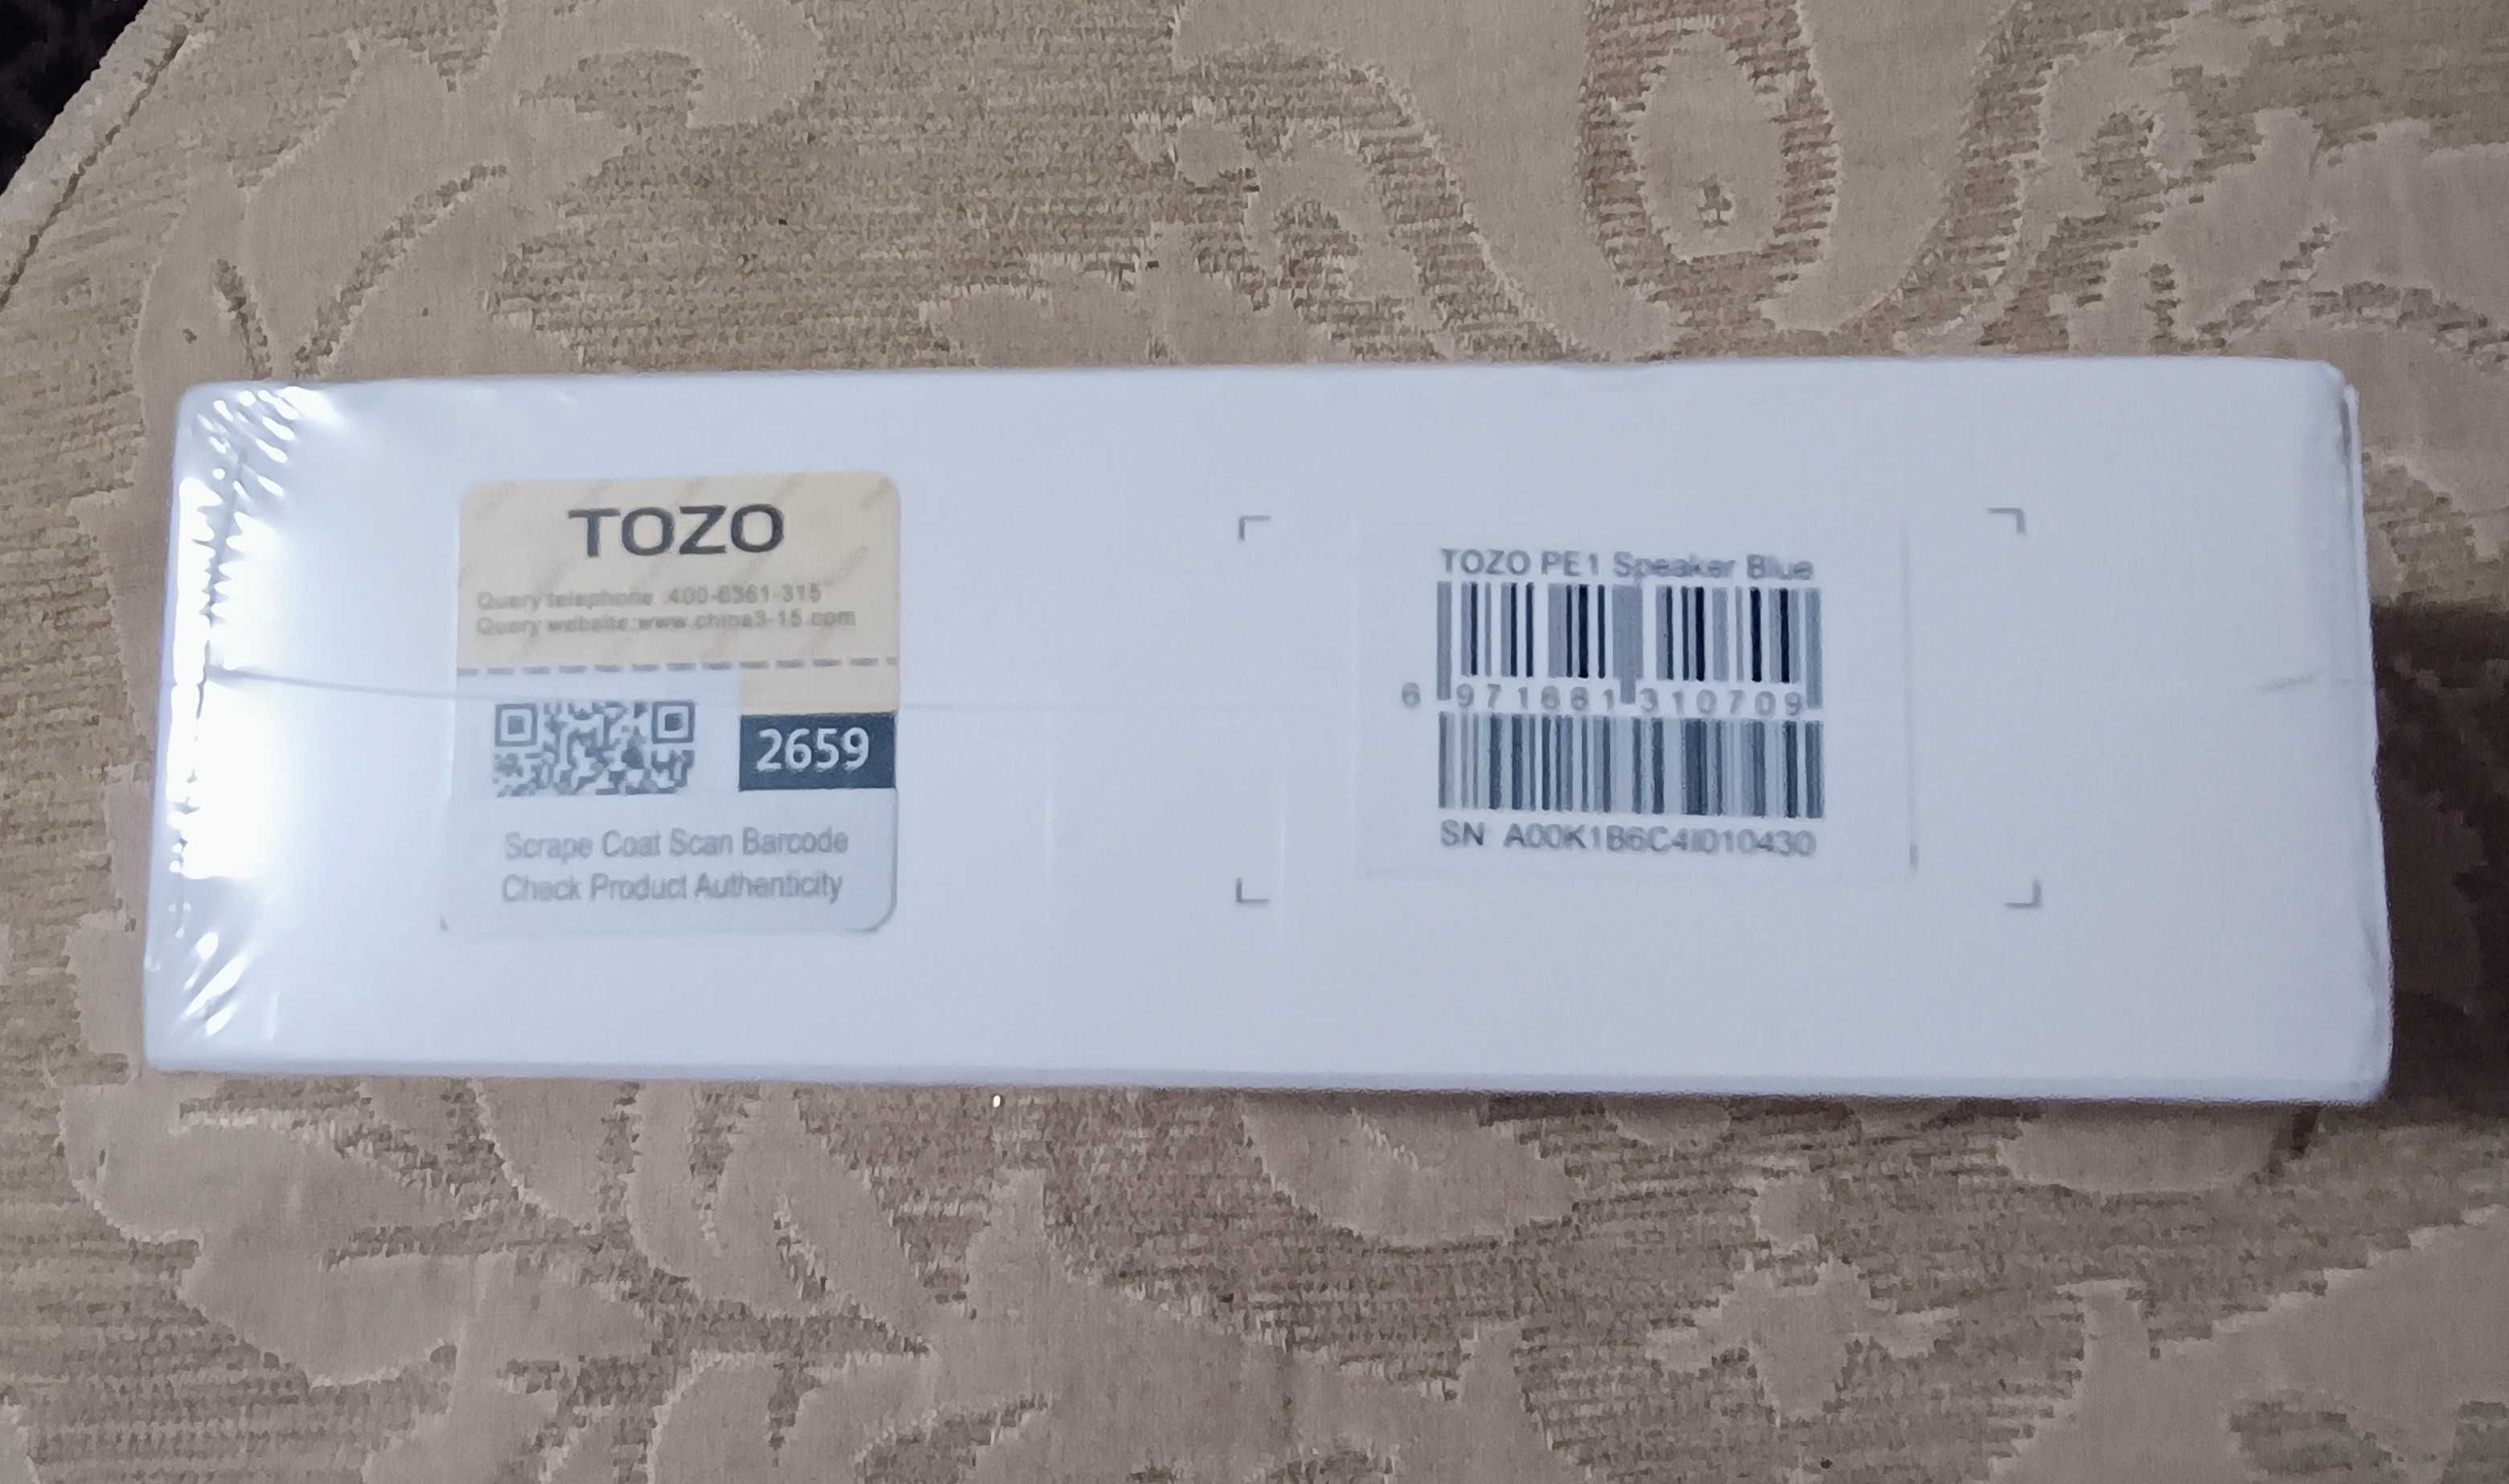 TOZO
Query telephone :400-6361-315
Query website:www.china3-15.com
2659
Scrape Coat Scan Barcode
Check Product Authenticity
TOZO PE1 Speaker Blue
6 971681 310709
SN A00K1B6C4I010430